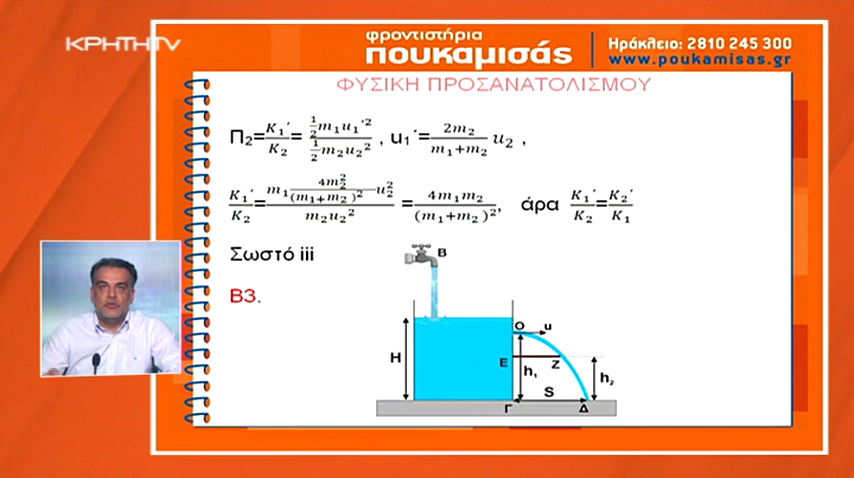 ΚΡΗΤΗ TV
φροντιστήρια
πουκαμισάς
Ηράκλειο: 2810 245 300
www.poukamisas.gr
ΦΥΣΙΚΗ ΠΡΟΣΑΝΑΤΟΛΙΣΜΟΥ
Π₂=K₁΄/K₂=(½m₁u₁΄²)/(½m₂u₂²) , u₁΄=2m₂/(m₁+m₂) u₂ ,
K₁΄/K₂=(m₁ 4m₂²/(m₁+m₂)² u₂²)/(m₂u₂²) =4m₁m₂/(m₁+m₂)², άρα K₁΄/K₂=K₂΄/K₁
Σωστό iii
Β3.
B
O u
H
E Z
h₁ h₂
S
Γ Δ